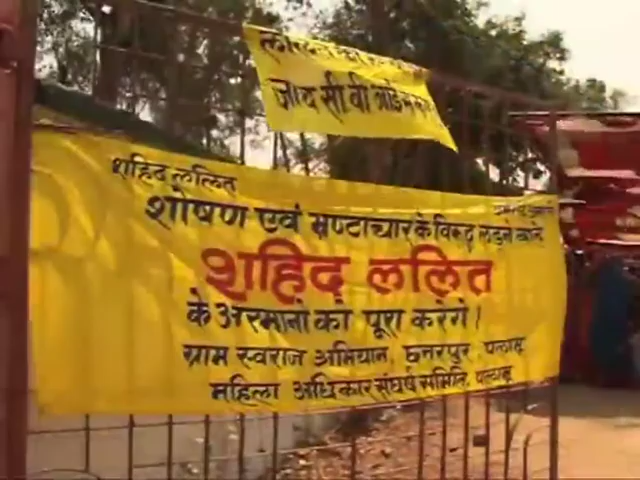 जांच सी वी आई
शहिद ललित
शोषण एवं भ्रष्टाचार के विरुद्ध लड़ने वाले
शहिद ललित
के अरमानो को पूरा करेंगे।
ग्राम स्वराज अभियान, छतरपुर, पलामू
महिला अधिकार संघर्ष समिति, पलामू